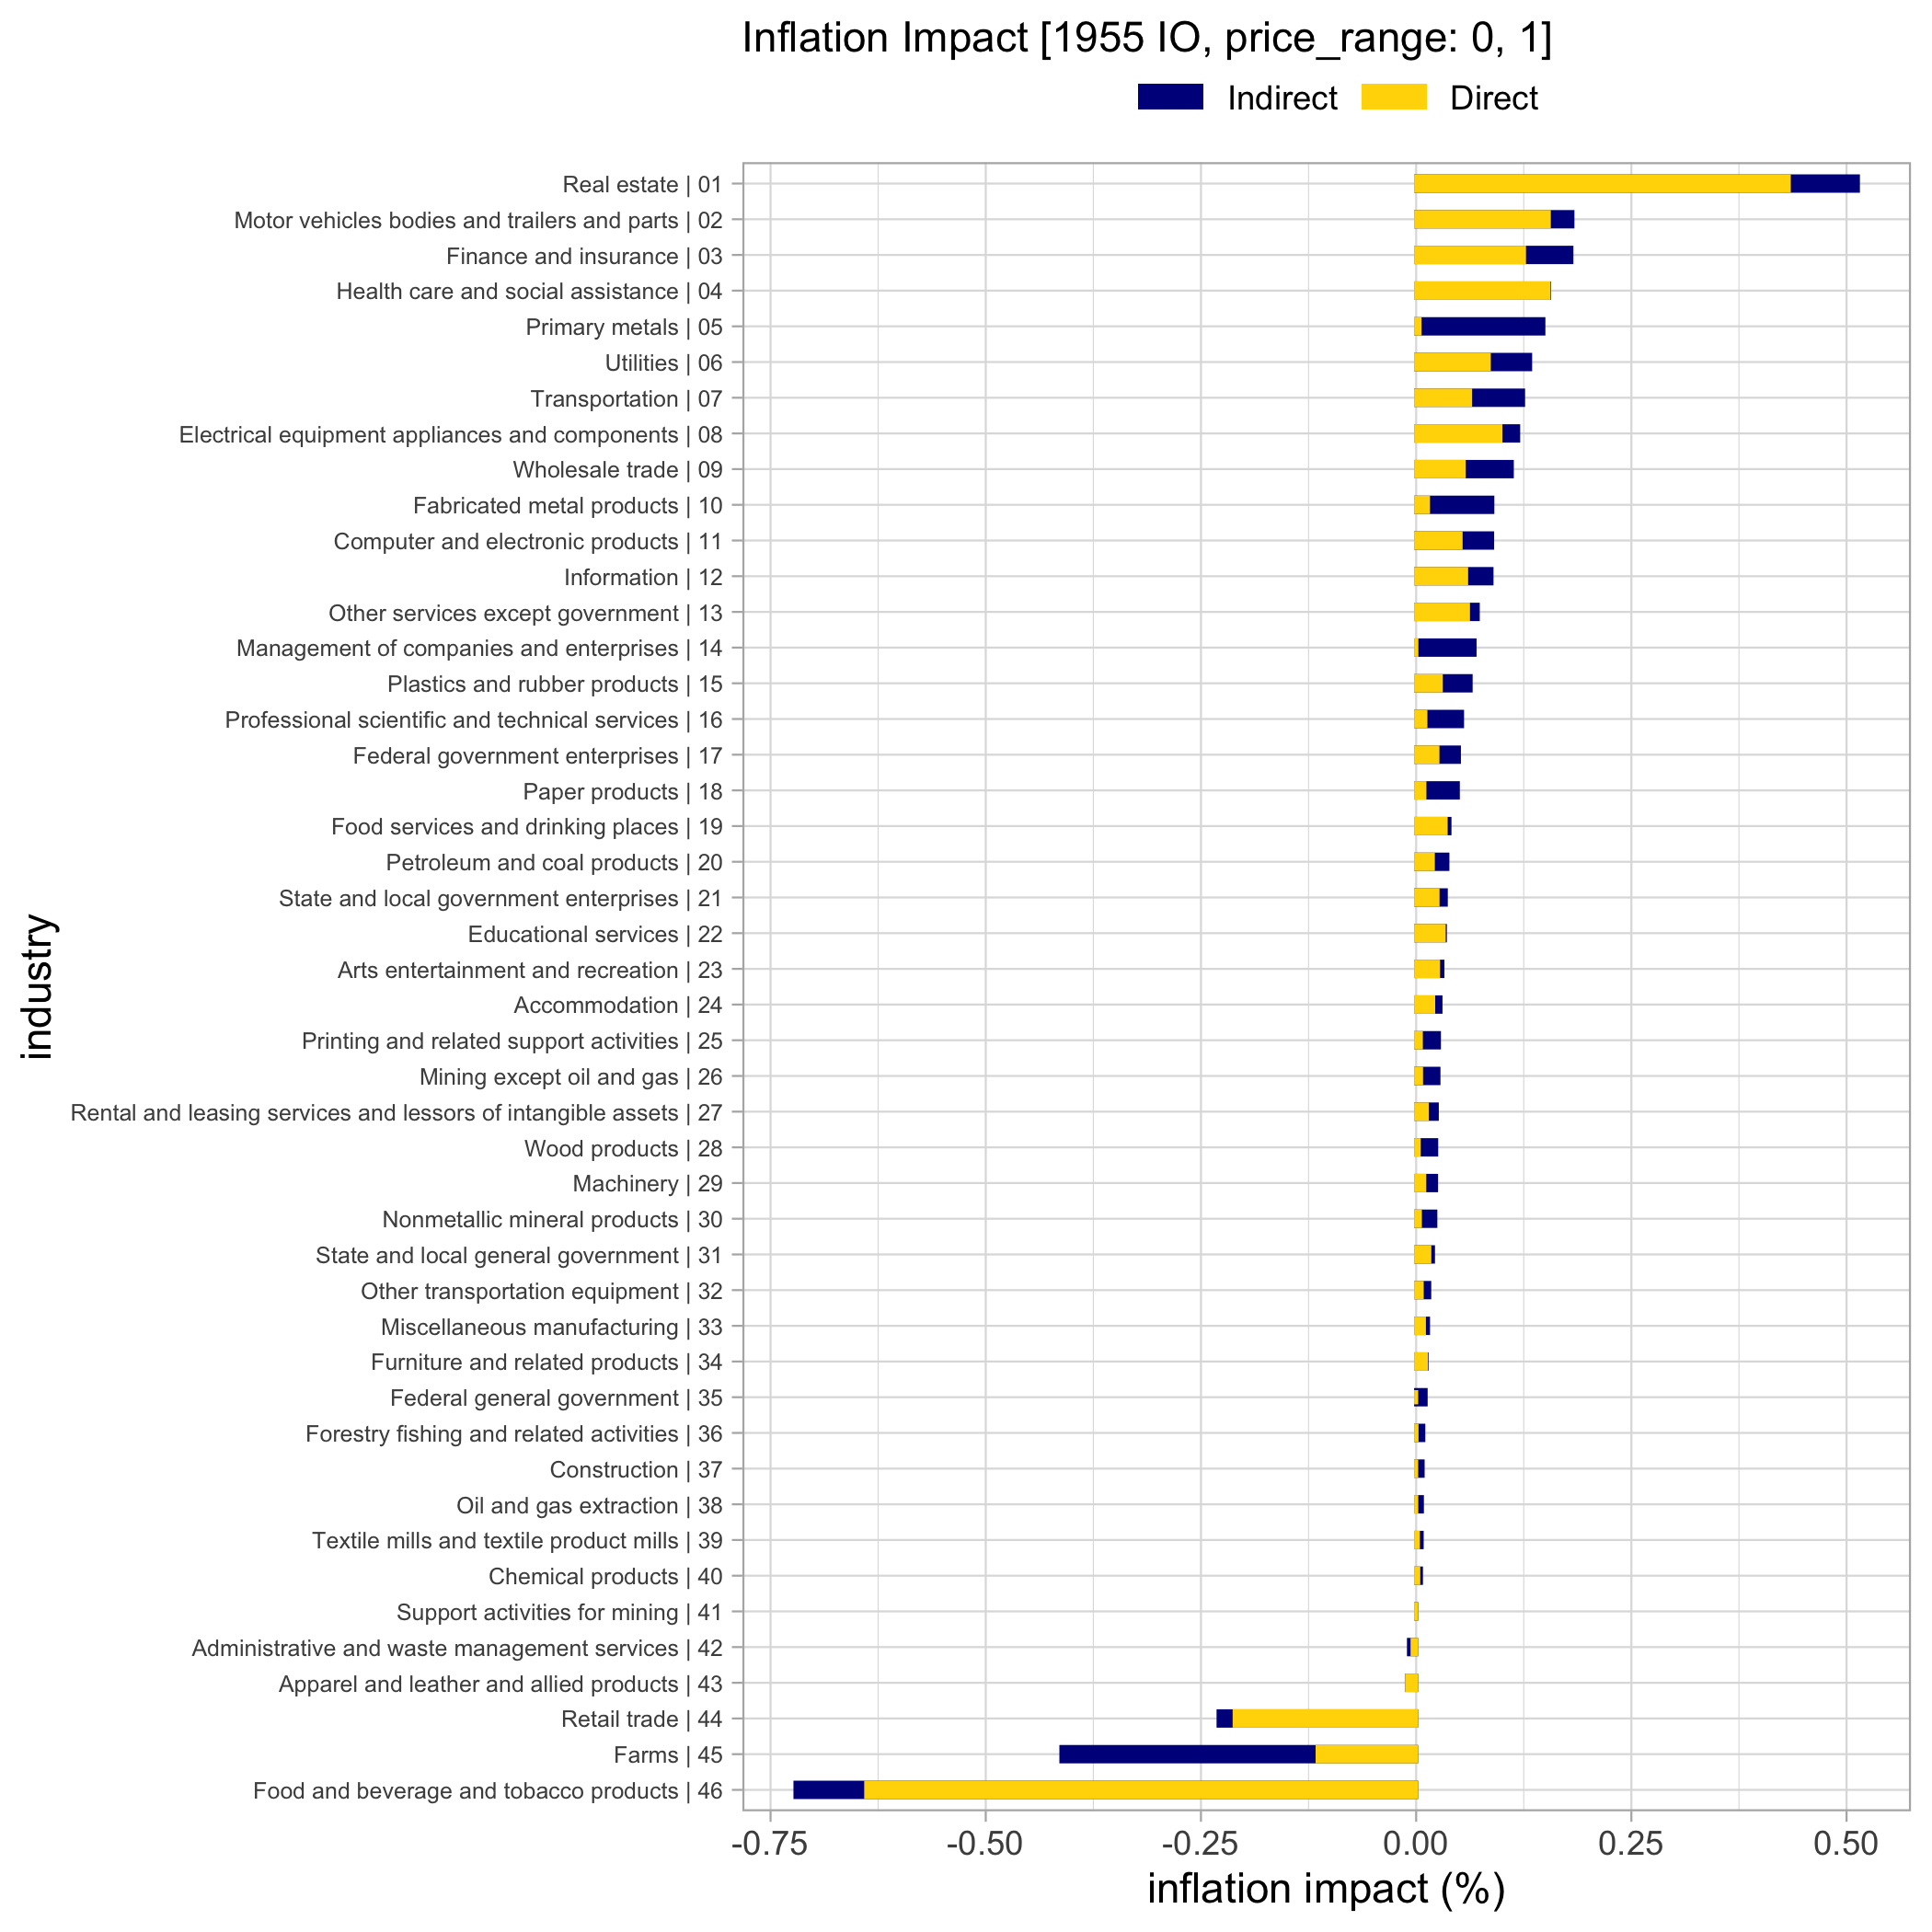 Inflation Impact [1955 IO, price_range: 0, 1]
Indirect Direct
Real estate | 01
Motor vehicles bodies and trailers and parts | 02
Finance and insurance | 03
Health care and social assistance | 04
Primary metals | 05
Utilities | 06
Transportation | 07
Electrical equipment appliances and components | 08
Wholesale trade | 09
Fabricated metal products | 10
Computer and electronic products | 11
Information | 12
Other services except government | 13
Management of companies and enterprises | 14
Plastics and rubber products | 15
Professional scientific and technical services | 16
Federal government enterprises | 17
Paper products | 18
Food services and drinking places | 19
Petroleum and coal products | 20
State and local government enterprises | 21
Educational services | 22
Arts entertainment and recreation | 23
Accommodation | 24
Printing and related support activities | 25
Mining except oil and gas | 26
Rental and leasing services and lessors of intangible assets | 27
Wood products | 28
Machinery | 29
Nonmetallic mineral products | 30
State and local general government | 31
Other transportation equipment | 32
Miscellaneous manufacturing | 33
Furniture and related products | 34
Federal general government | 35
Forestry fishing and related activities | 36
Construction | 37
Oil and gas extraction | 38
Textile mills and textile product mills | 39
Chemical products | 40
Support activities for mining | 41
Administrative and waste management services | 42
Apparel and leather and allied products | 43
Retail trade | 44
Farms | 45
Food and beverage and tobacco products | 46
industry
-0.75 -0.50 -0.25 0.00 0.25 0.50
inflation impact (%)